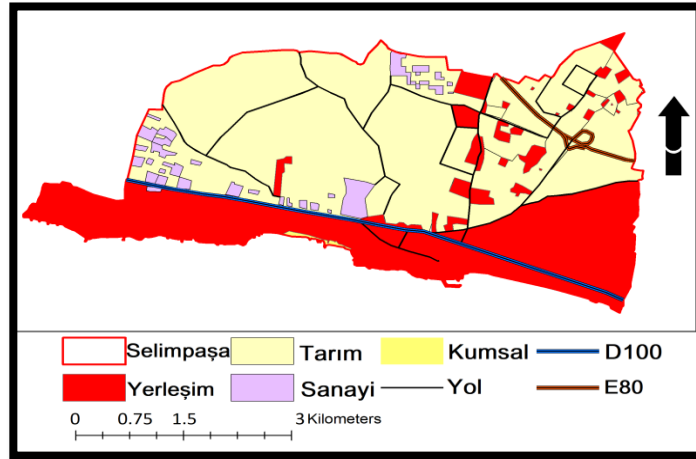 Selimpaşa Tarım Kumsal D100
Yerleşim Sanayi Yol E80
0 0.75 1.5 3 Kilometers